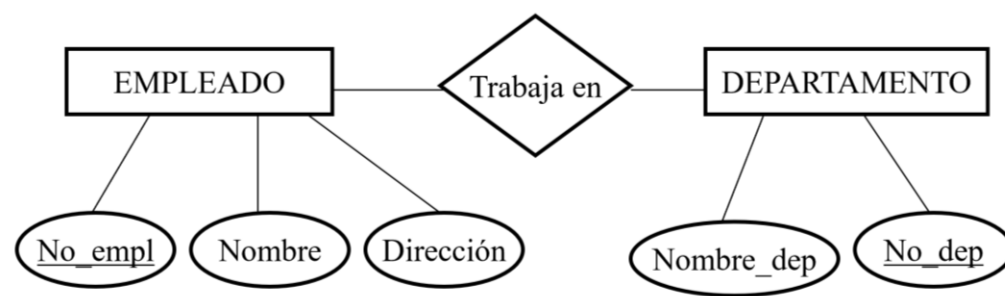 EMPLEADO
Trabaja en
DEPARTAMENTO
No_empl
Nombre
Dirección
Nombre_dep
No_dep